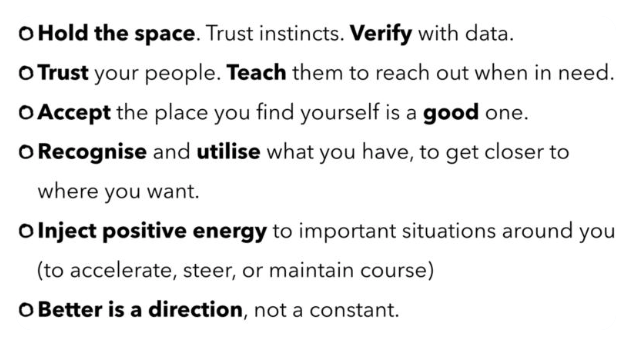 Hold the space. Trust instincts. Verify with data.
Trust your people. Teach them to reach out when in need.
Accept the place you find yourself is a good one.
Recognise and utilise what you have, to get closer to
where you want.
Inject positive energy to important situations around you
(to accelerate, steer, or maintain course)
Better is a direction, not a constant.